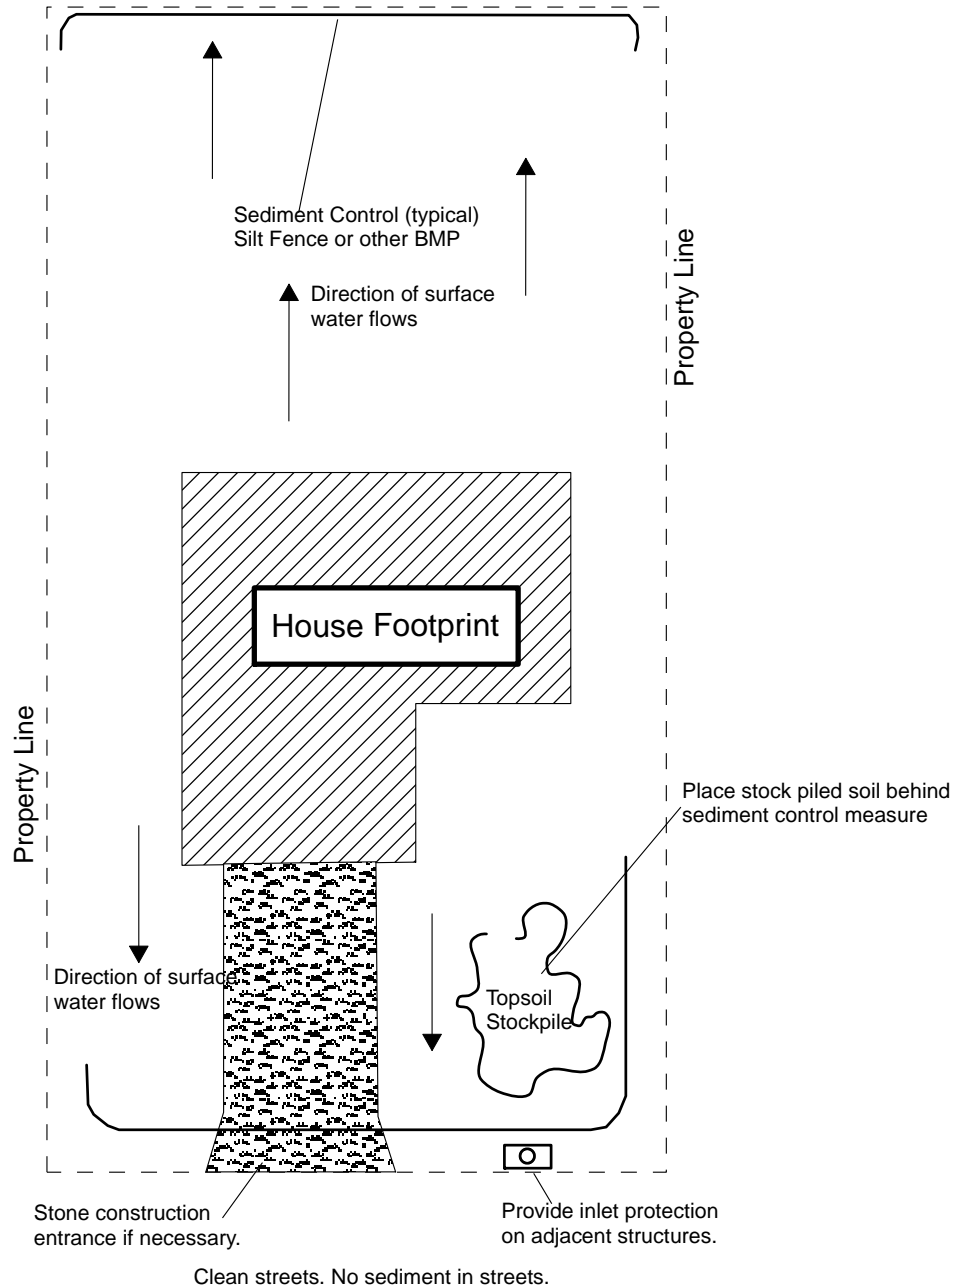 Sediment Control (typical)
Silt Fence or other BMP
Direction of surface
water flows
Property Line
House Footprint
Property Line
Place stock piled soil behind
sediment control measure
Direction of surface
water flows
Topsoil
Stockpile
Stone construction
entrance if necessary.
Provide inlet protection
on adjacent structures.
Clean streets. No sediment in streets.